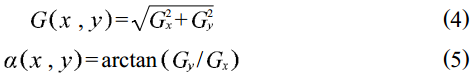 G(x , y)=√(G_x^2+G_y^2) (4)
α(x , y)=arctan(G_y/G_x) (5)